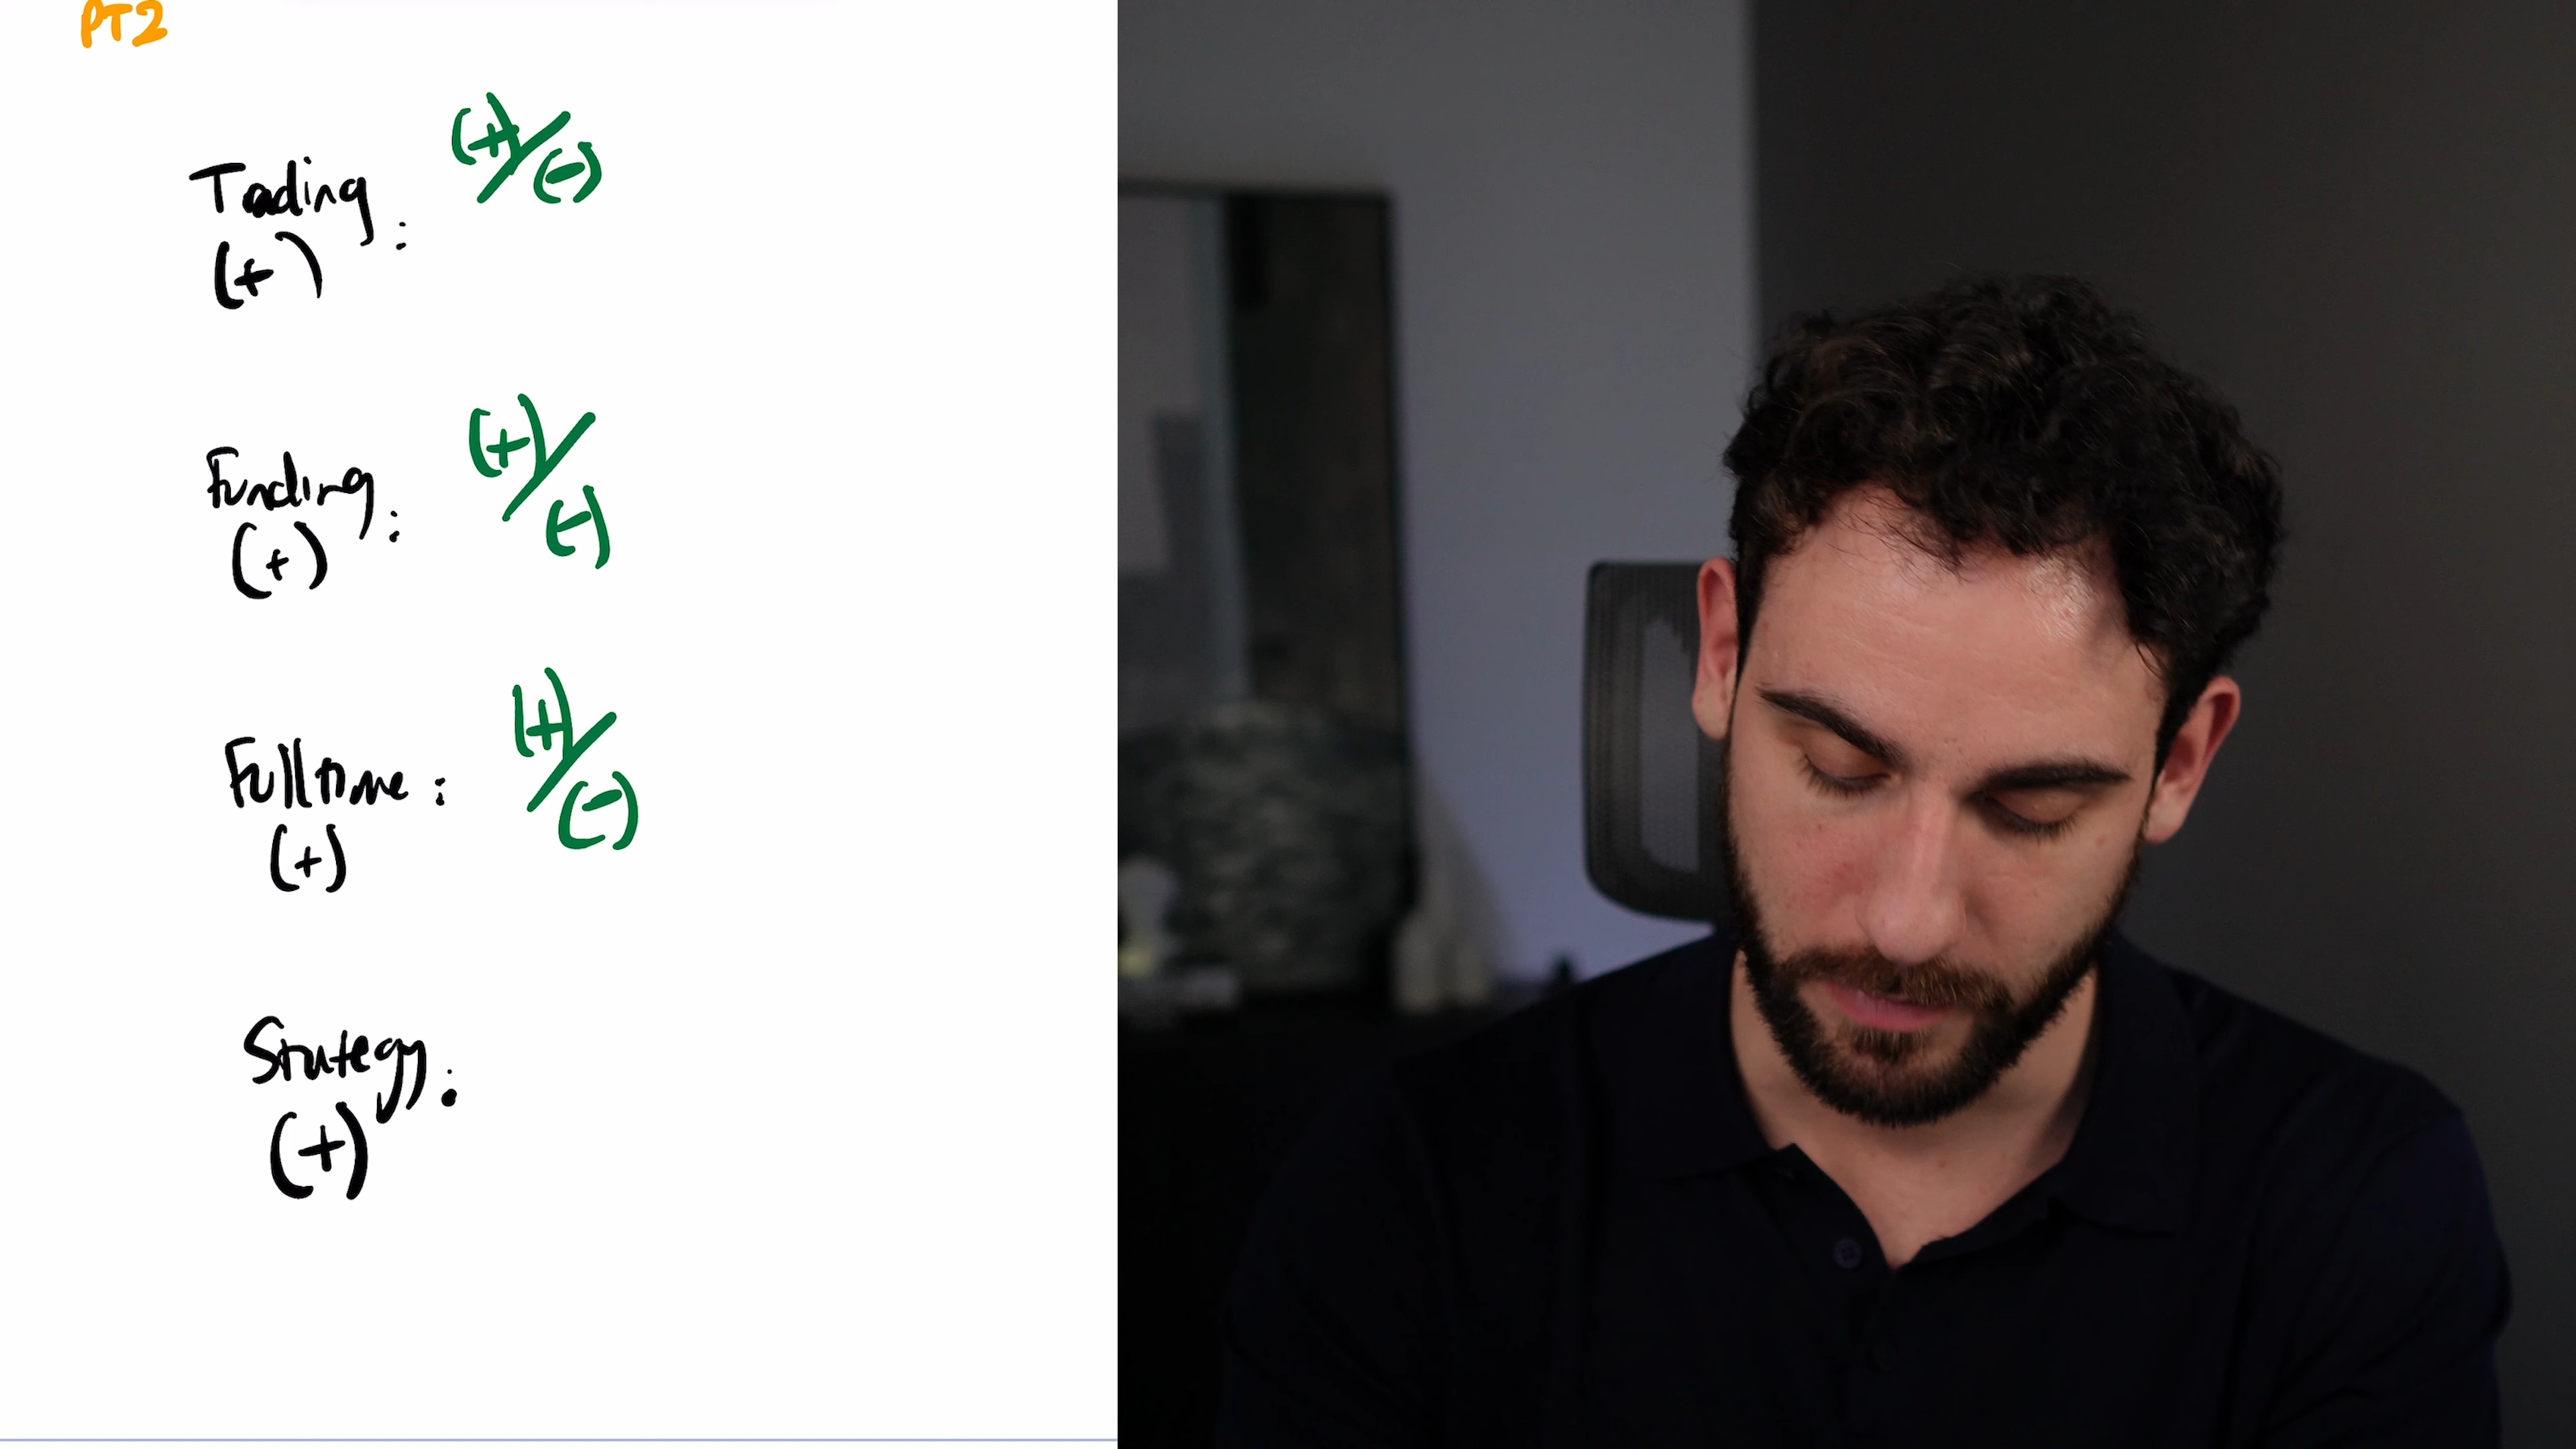 PT2
(+)/(-)
Trading:
(+)
(+)/(-)
Funding:
(+)
(+)/(-)
Fulltime:
(+)
Strategy:
(+)